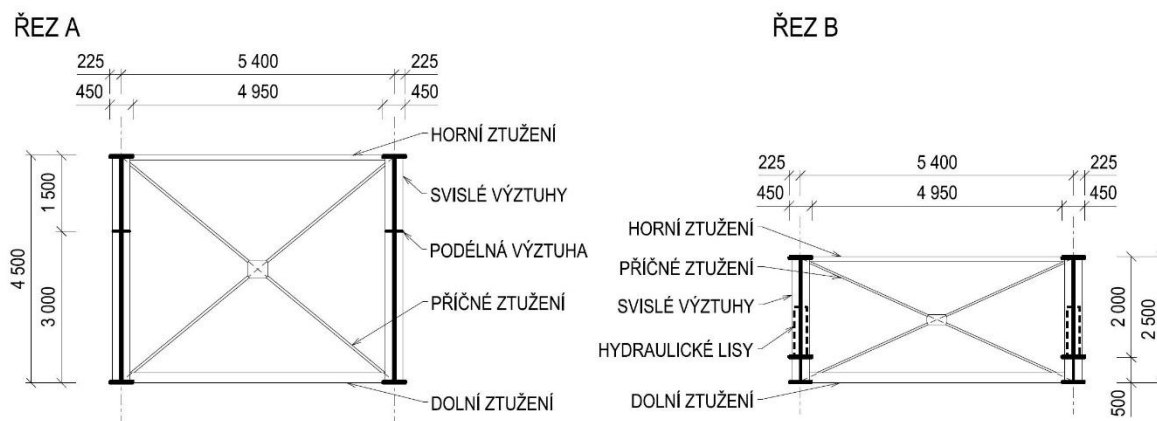 ŘEZ A
225
5 400
225
450
4 950
450
HORNÍ ZTUŽENÍ
SVISLÉ VÝZTUHY
PODÉLNÁ VÝZTUHA
PŘÍČNÉ ZTUŽENÍ
DOLNÍ ZTUŽENÍ
4 500
1 500
3 000
ŘEZ B
225
5 400
225
450
4 950
450
HORNÍ ZTUŽENÍ
PŘÍČNÉ ZTUŽENÍ
SVISLÉ VÝZTUHY
HYDRAULICKÉ LISY
DOLNÍ ZTUŽENÍ
2 000
2 500
500